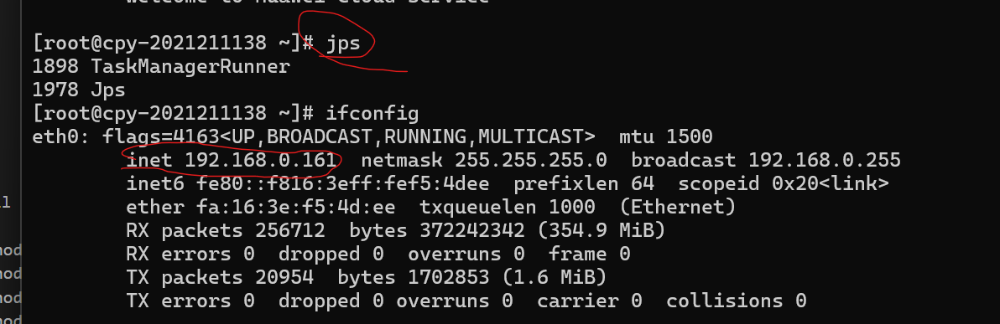 Welcome to Huawei Cloud Service
[root@cpy-2021211138 ~]# jps
1898 TaskManagerRunner
1978 Jps
[root@cpy-2021211138 ~]# ifconfig
eth0: flags=4163<UP,BROADCAST,RUNNING,MULTICAST>  mtu 1500
inet 192.168.0.161  netmask 255.255.255.0  broadcast 192.168.0.255
inet6 fe80::f816:3eff:fef5:4dee  prefixlen 64  scopeid 0x20<link>
ether fa:16:3e:f5:4d:ee  txqueuelen 1000  (Ethernet)
RX packets 256712  bytes 372242342 (354.9 MiB)
RX errors 0  dropped 0  overruns 0  frame 0
TX packets 20954  bytes 1702853 (1.6 MiB)
TX errors 0  dropped 0 overruns 0  carrier 0  collisions 0